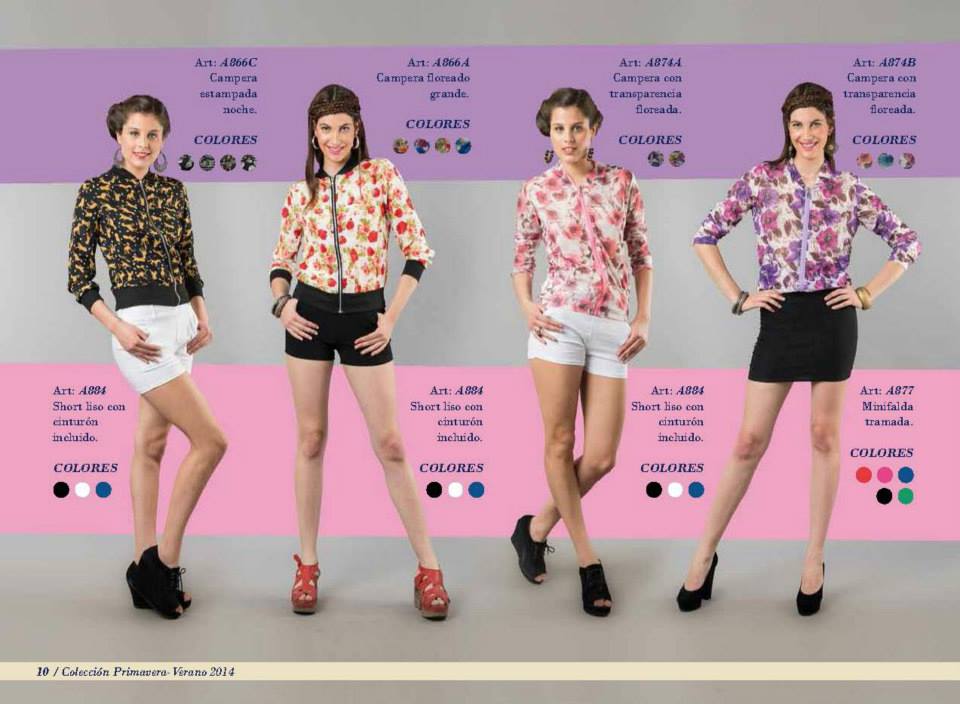 Art: A866C
Campera
estampada
noche.
COLORES
Art: A866A
Campera floreado
grande.
COLORES
Art: A874A
Campera con
transparencia
floreada.
COLORES
Art: A874B
Campera con
transparencia
floreada.
COLORES
Art: A884
Short liso con
cinturón
incluido.
COLORES
Art: A884
Short liso con
cinturón
incluido.
COLORES
Art: A884
Short liso con
cinturón
incluido.
COLORES
Art: A877
Minifalda
tramada.
COLORES
10 / Colección Primavera-Verano 2014